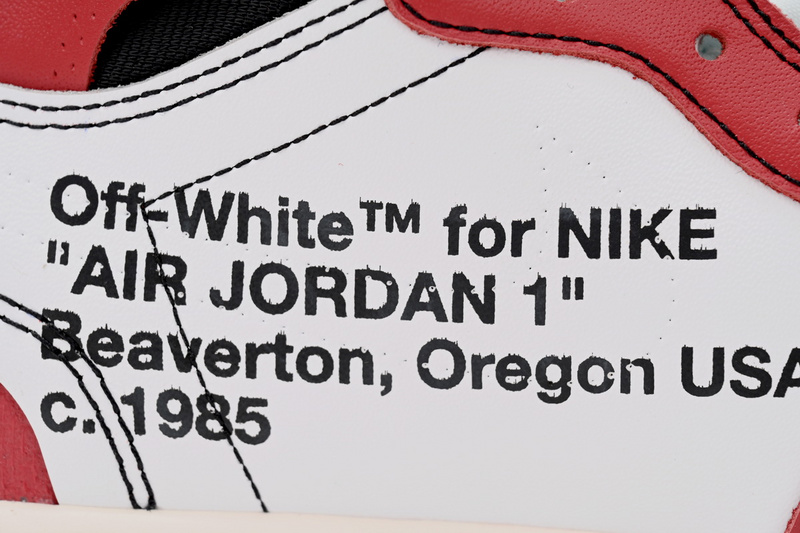 Off-White™ for NIKE
"AIR JORDAN 1"
Beaverton, Oregon USA
c. 1985